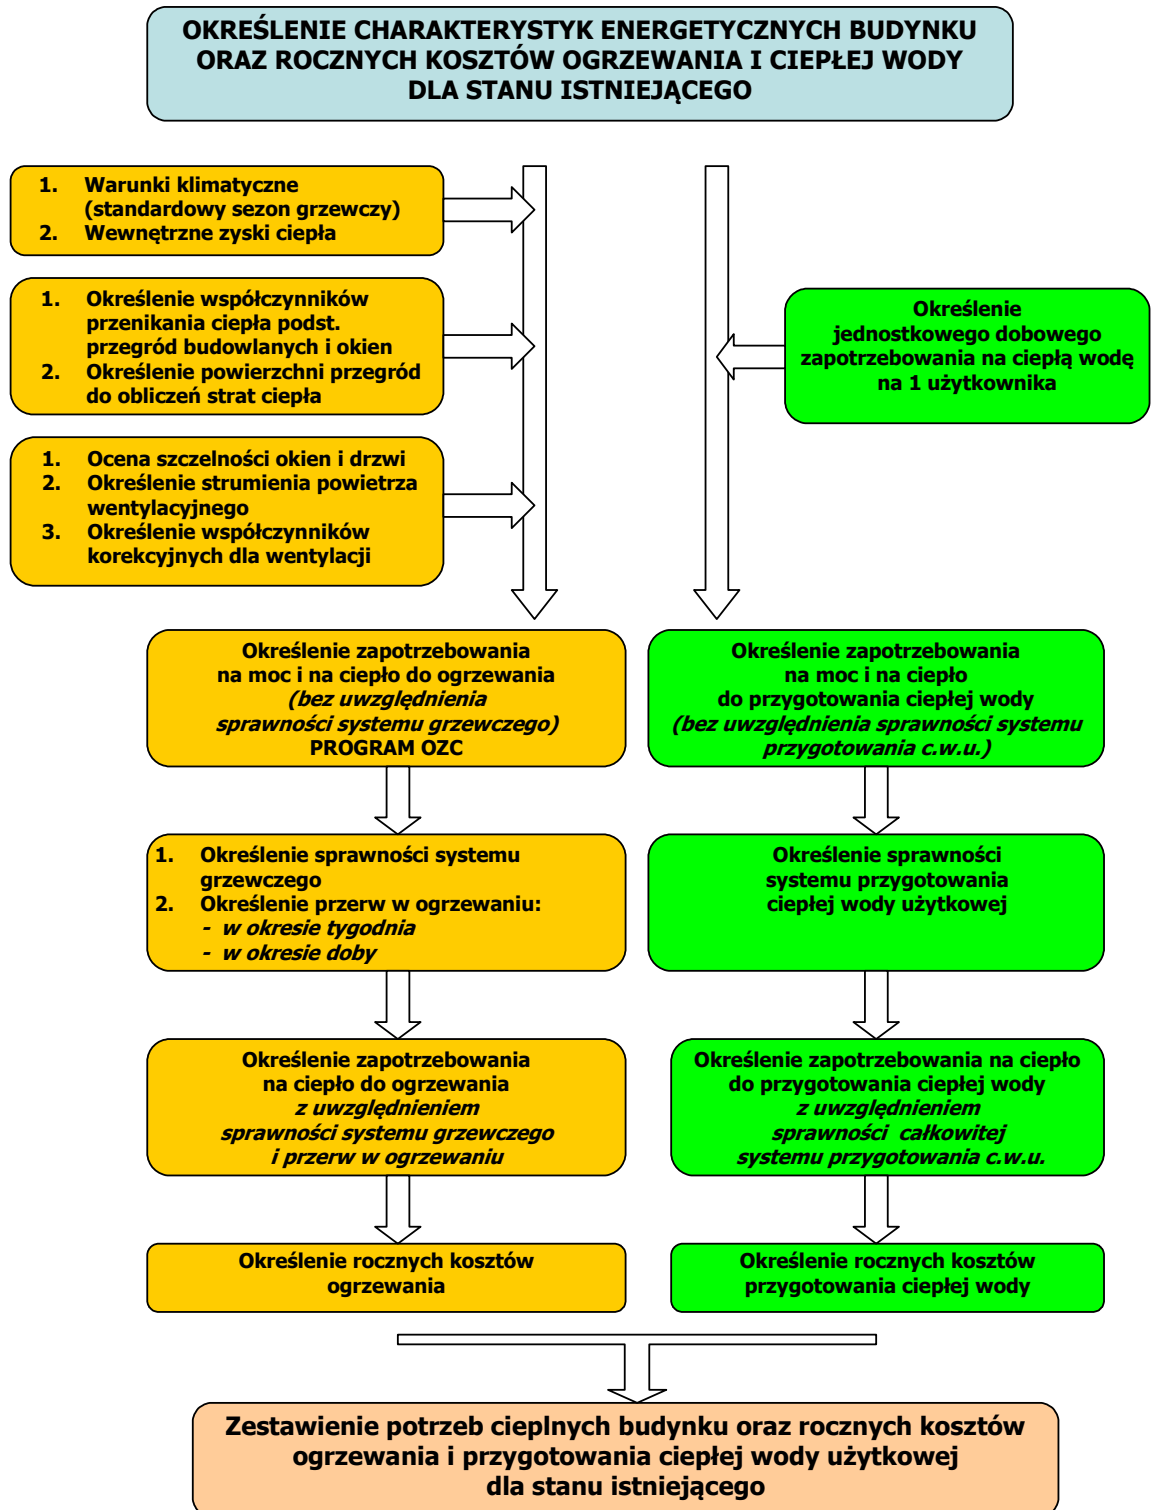 OKREŚLENIE CHARAKTERYSTYK ENERGETYCZNYCH BUDYNKU
ORAZ ROCZNYCH KOSZTÓW OGRZEWANIA I CIEPŁEJ WODY
DLA STANU ISTNIEJĄCEGO
1. Warunki klimatyczne
(standardowy sezon grzewczy)
2. Wewnętrzne zyski ciepła
1. Określenie współczynników
przenikania ciepła podst.
przegród budowlanych i okien
2. Określenie powierzchni przegród
do obliczeń strat ciepła
Określenie
jednostkowego dobowego
zapotrzebowania na ciepłą wodę
na 1 użytkownika
1. Ocena szczelności okien i drzwi
2. Określenie strumienia powietrza
wentylacyjnego
3. Określenie współczynników
korekcyjnych dla wentylacji
Określenie zapotrzebowania
na moc i na ciepło do ogrzewania
(bez uwzględnienia
sprawności systemu grzewczego)
PROGRAM OZC
Określenie zapotrzebowania
na moc i na ciepło
do przygotowania ciepłej wody
(bez uwzględnienia sprawności systemu
przygotowania c.w.u.)
1. Określenie sprawności systemu
grzewczego
2. Określenie przerw w ogrzewaniu:
- w okresie tygodnia
- w okresie doby
Określenie sprawności
systemu przygotowania
ciepłej wody użytkowej
Określenie zapotrzebowania
na ciepło do ogrzewania
z uwzględnieniem
sprawności systemu grzewczego
i przerw w ogrzewaniu
Określenie zapotrzebowania na ciepło
do przygotowania ciepłej wody
z uwzględnieniem
sprawności całkowitej
systemu przygotowania c.w.u.
Określenie rocznych kosztów
ogrzewania
Określenie rocznych kosztów
przygotowania ciepłej wody
Zestawienie potrzeb cieplnych budynku oraz rocznych kosztów
ogrzewania i przygotowania ciepłej wody użytkowej
dla stanu istniejącego